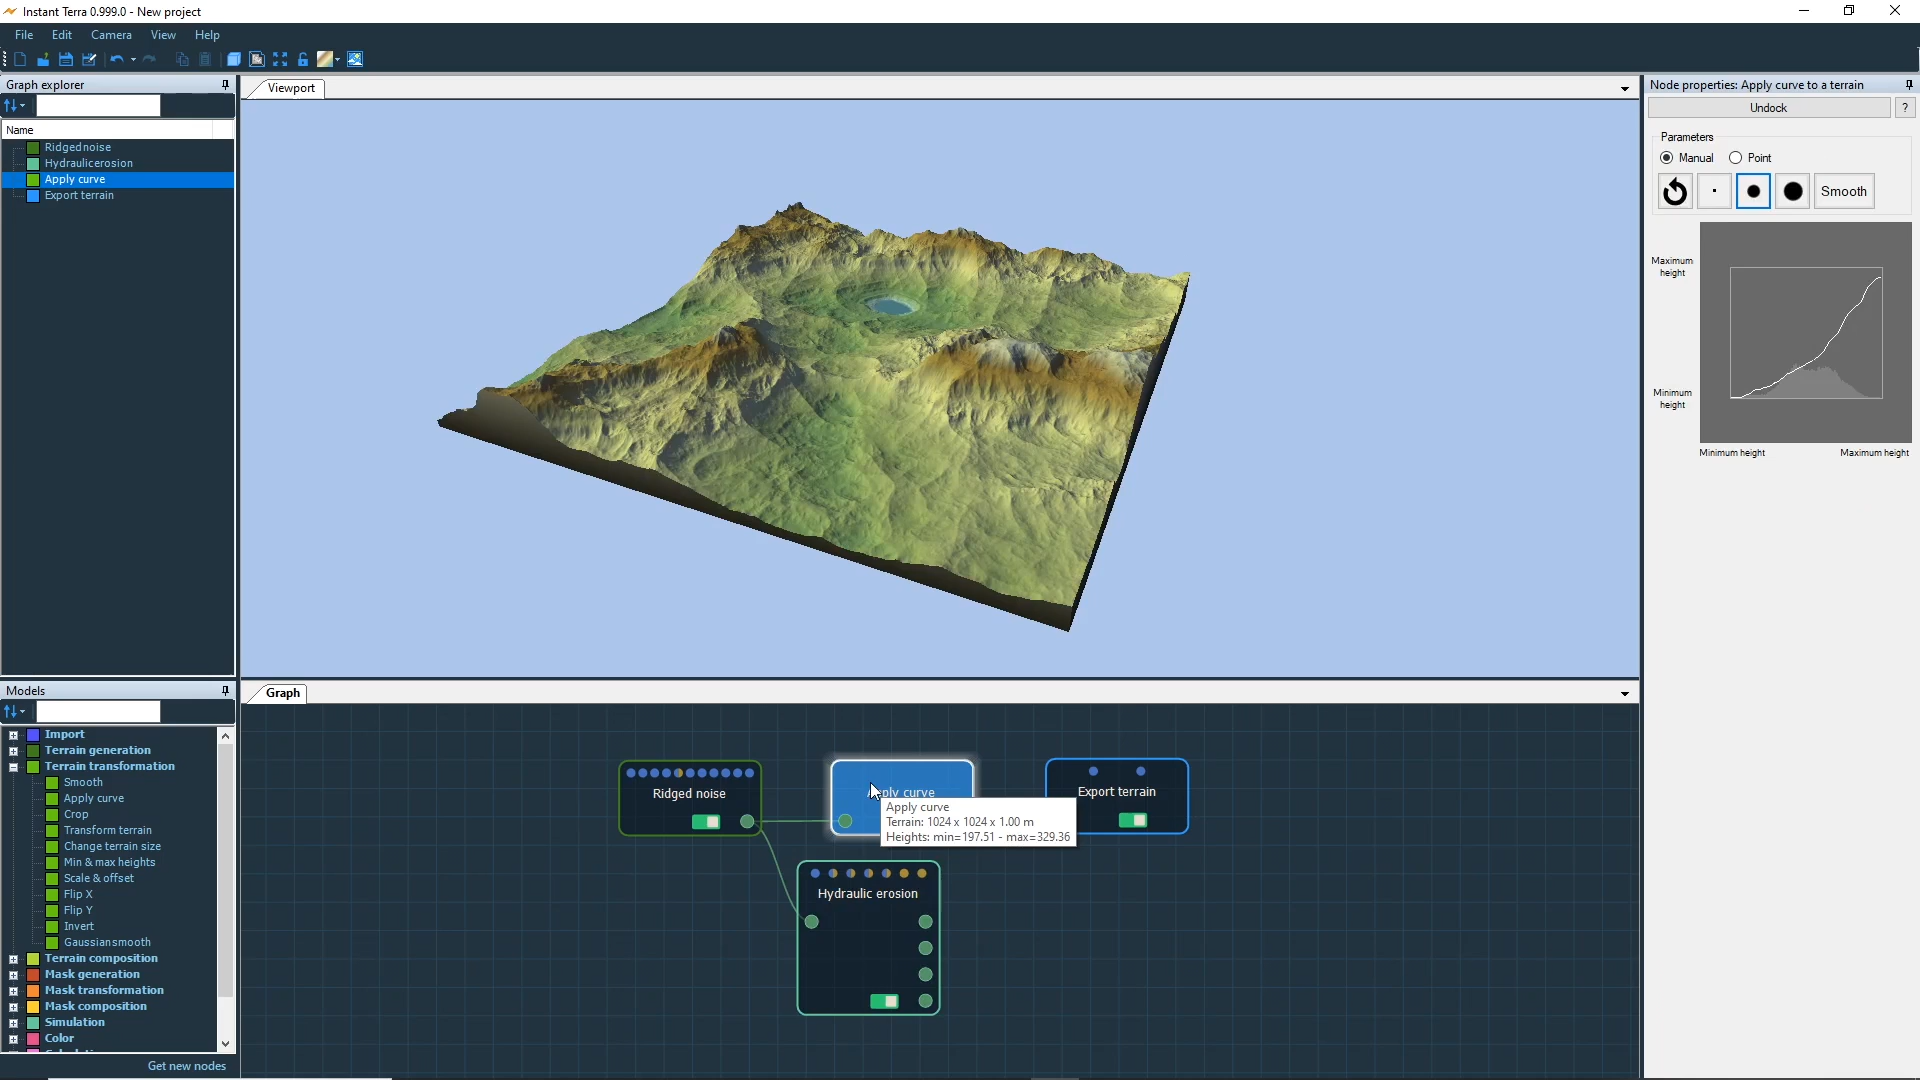 Instant Terra 0.999.0 - New project
File Edit Camera View Help
Graph explorer
Name
Ridgednoise
Hydraulicerosion
Apply curve
Export terrain
Viewport
Node properties: Apply curve to a terrain
Undock
?
Parameters
Manual Point
Smooth
Maximum
height
Minimum
height
Minimum height Maximum height
Models
Import
Terrain generation
Terrain transformation
Smooth
Apply curve
Crop
Transform terrain
Change terrain size
Min & max heights
Scale & offset
Flip X
Flip Y
Invert
Gaussiansmooth
Terrain composition
Mask generation
Mask transformation
Mask composition
Simulation
Color
Get new nodes
Graph
Ridged noise
Export terrain
Apply curve
Terrain: 1024 x 1024 x 1.00 m
Heights: min=197.51 - max=329.36
Hydraulic erosion